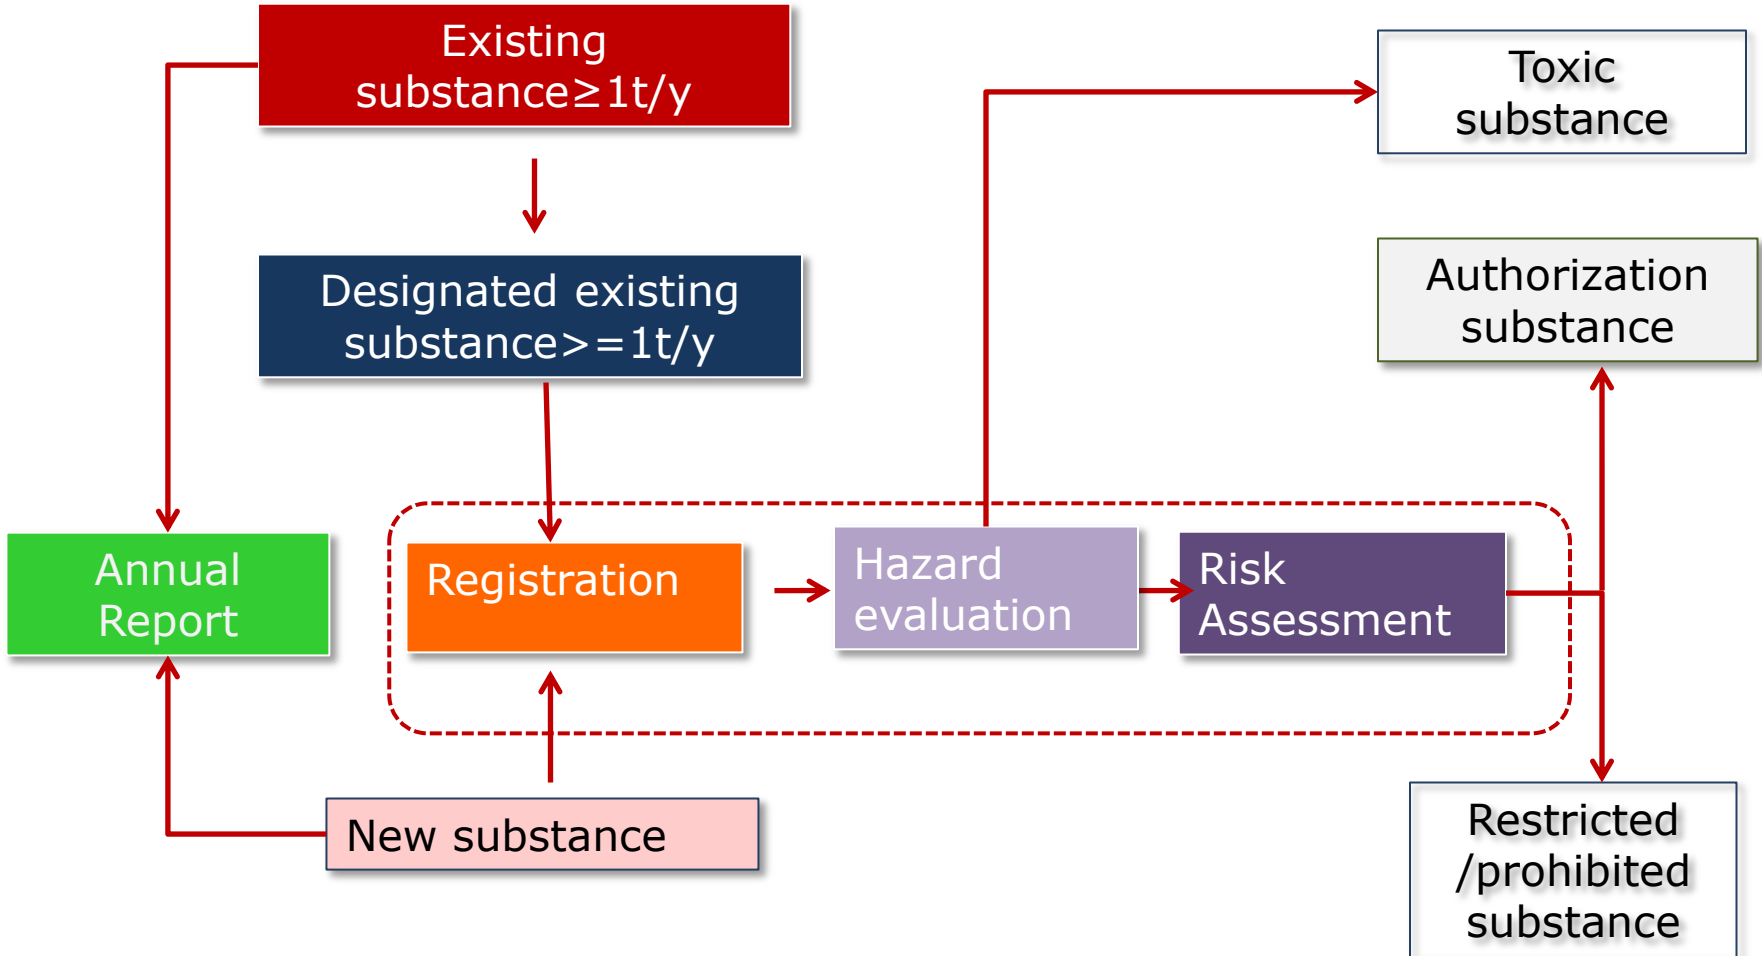 Existing
substance≥1t/y
Toxic
substance
Designated existing
substance>=1t/y
Authorization
substance
Annual
Report
Registration
Hazard
evaluation
Risk
Assessment
New substance
Restricted
/prohibited
substance